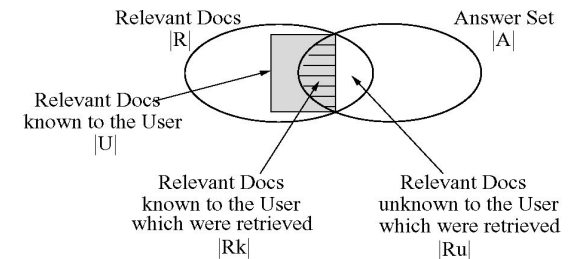 Relevant Docs
|R|
Answer Set
|A|
Relevant Docs
known to the User
|U|
Relevant Docs
known to the User
which were retrieved
|Rk|
Relevant Docs
unknown to the User
which were retrieved
|Ru|